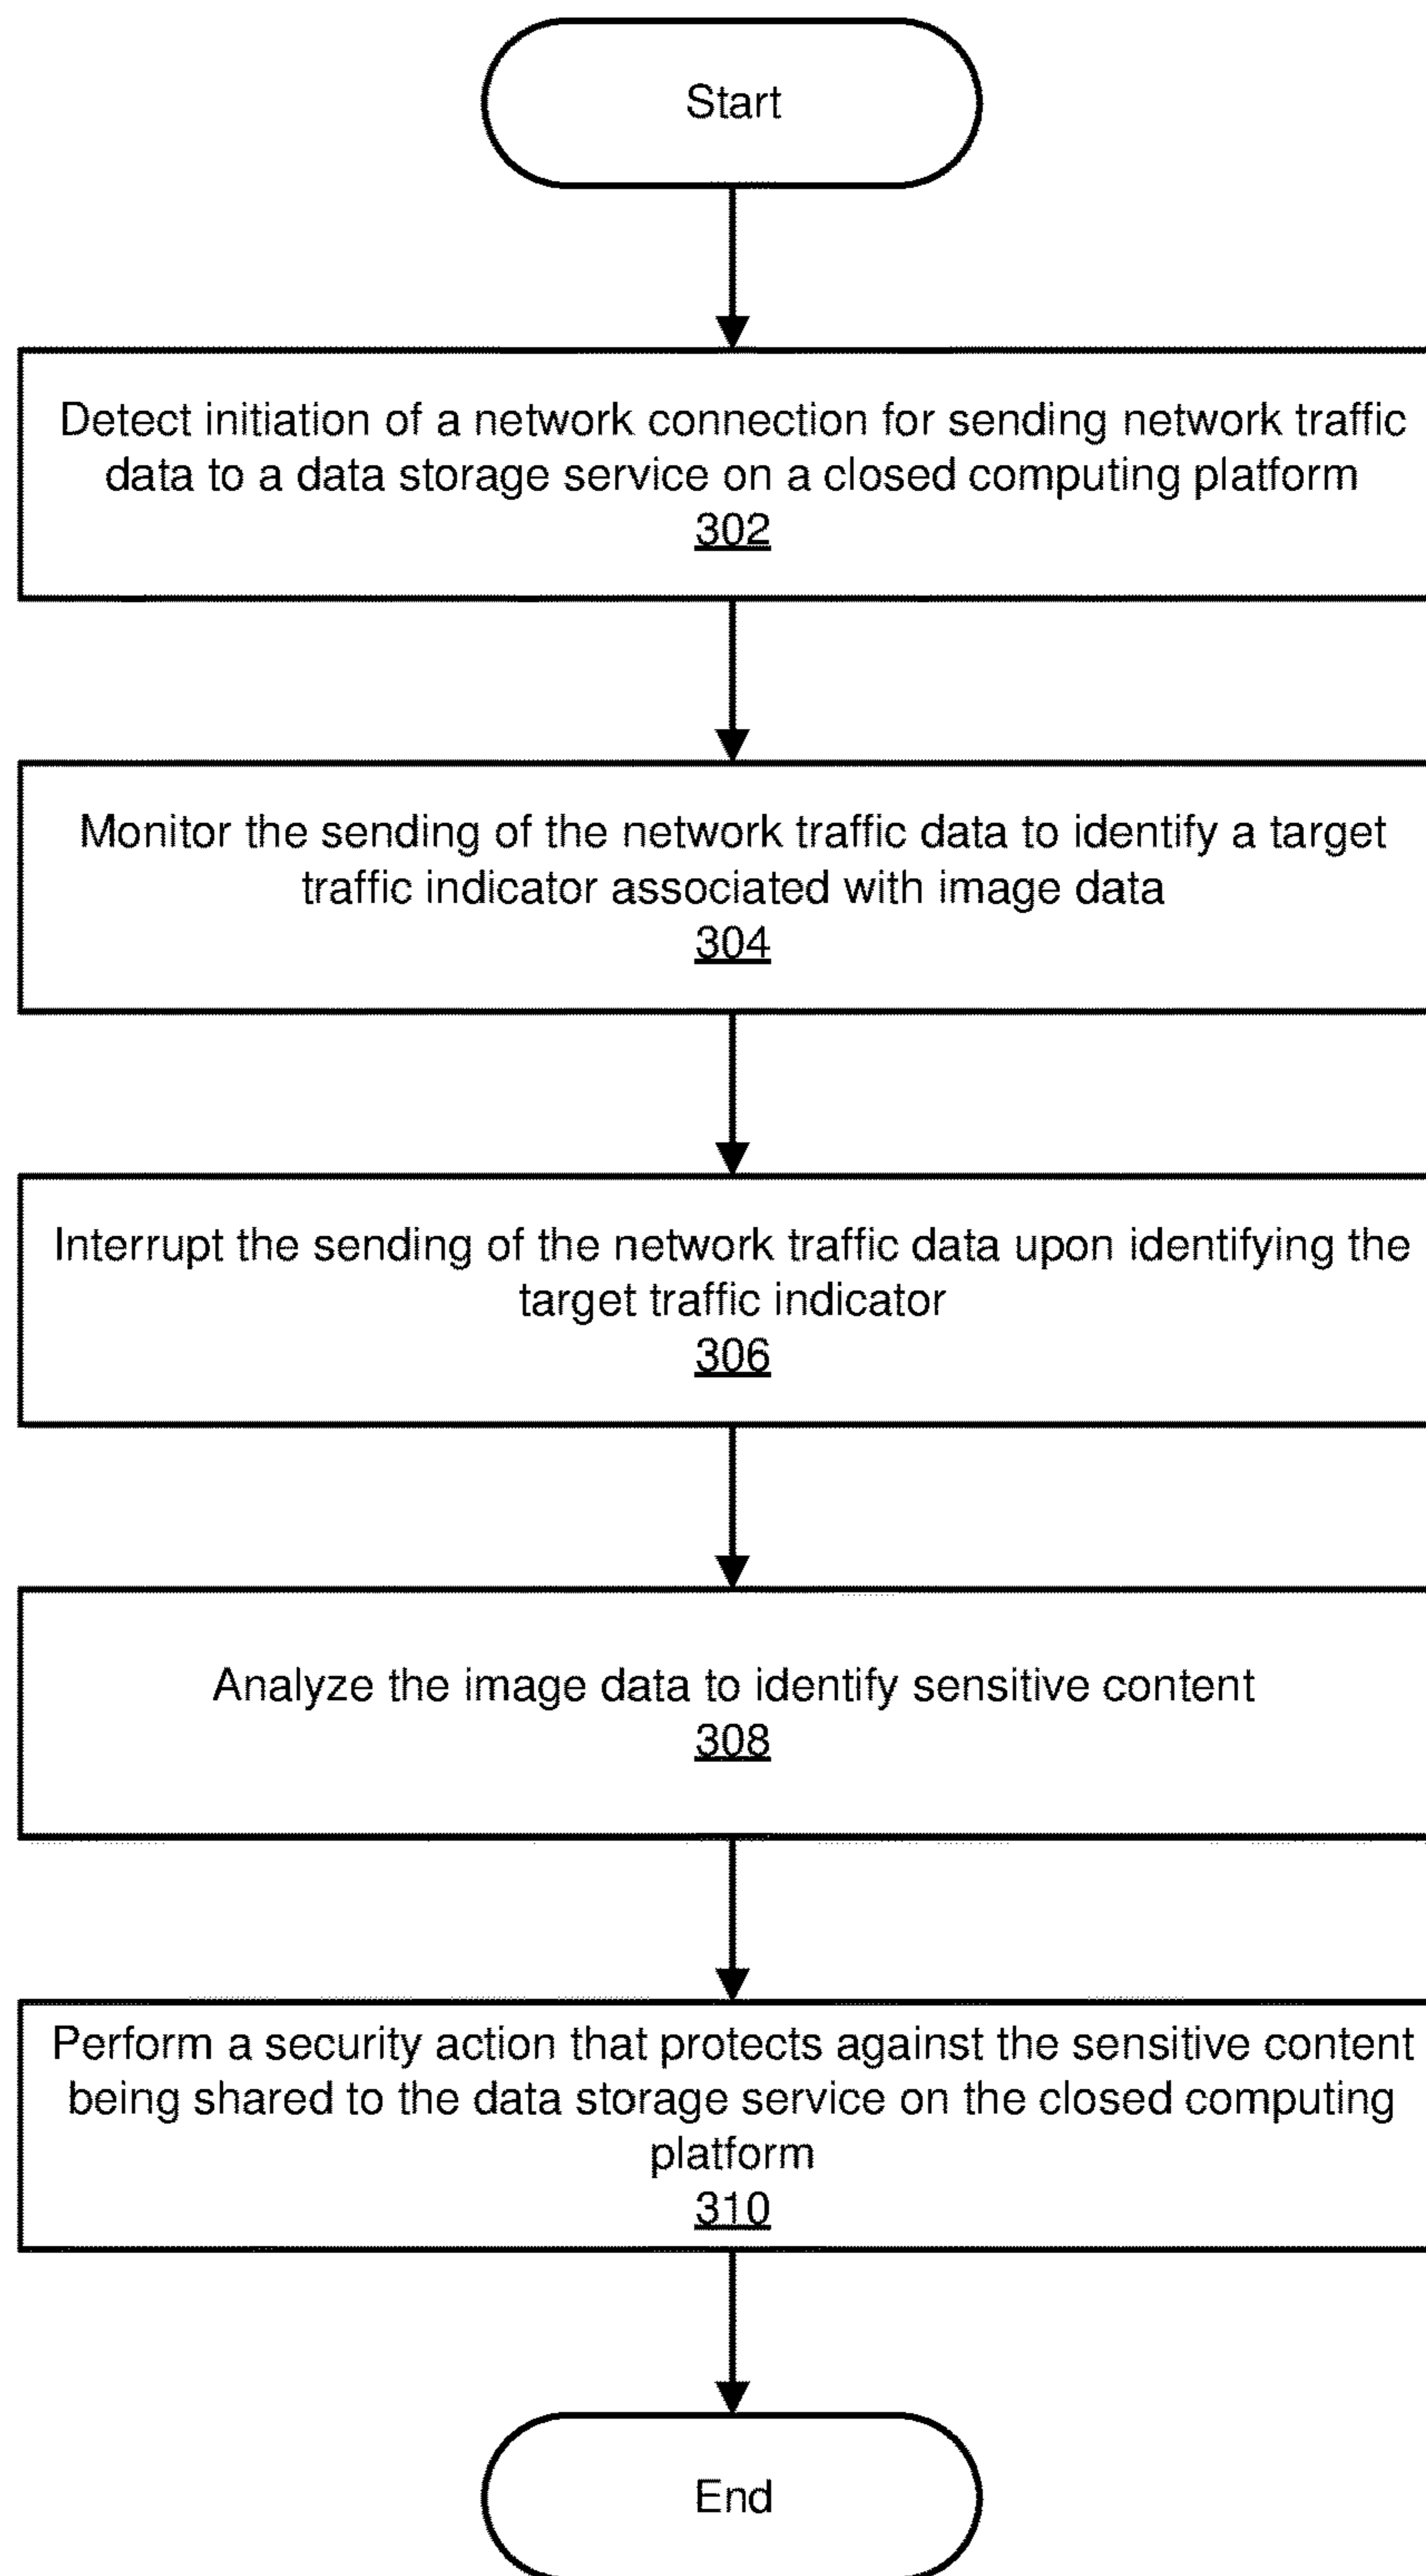 Start
Detect initiation of a network connection for sending network traffic
data to a data storage service on a closed computing platform
302
Monitor the sending of the network traffic data to identify a target
traffic indicator associated with image data
304
Interrupt the sending of the network traffic data upon identifying the
target traffic indicator
306
Analyze the image data to identify sensitive content
308
Perform a security action that protects against the sensitive content
being shared to the data storage service on the closed computing
platform
310
End